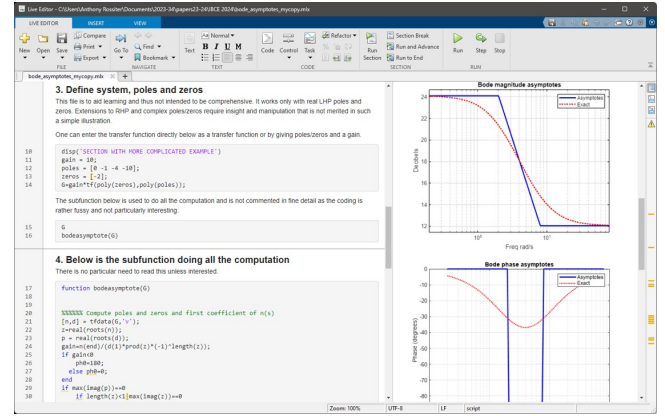 Live Editor - C:\Users\Anthony Rossiter\Documents\2023-34\papers23-24\IBCE 2024\bode_asymptotes_mycopy.mlx
LIVE EDITOR INSERT VIEW
New Open Save Compare Print Export
Go To Find Bookmark
Text Normal B I U M
Code Control Task Refactor
Run Section Section Break Run and Advance Run to End
Run Step Stop
FILE NAVIGATE TEXT CODE SECTION RUN
bode_asymptotes_mycopy.mlx
3. Define system, poles and zeros
This file is to aid learning and thus not intended to be comprehensive. It works only with real LHP poles and
zeros. Extensions to RHP and complex poles/zeros require insight and manipulation that is not merited in such
a simple illustration.
One can enter the transfer function directly below as a transfer function or by giving poles/zeros and a gain.
10 disp('SECTION WITH MORE COMPLICATED EXAMPLE')
11 gain = 10;
12 poles = [0 -1 -4 -10];
13 zeros = [-2];
14 G=gain*tf(poly(zeros),poly(poles));
The subfunction below is used to do all the computation and is not commented in fine detail as the coding is
rather fussy and not particularly interesting.
15 G
16 bodeasymptote(G)
4. Below is the subfunction doing all the computation
There is no particular need to read this unless interested.
17 function bodeasymptote(G)
18
19
20 %%%%%% Compute poles and zeros and first coefficient of n(s)
21 [n,d] = tfdata(G,'v');
22 z=real(roots(n));
23 p = real(roots(d));
24 gain=n(end)/(d(1)*prod(z)*(-1)^length(z));
25 if gain<0
26 ph0=180;
27 else ph0=0;
28 end
29 if max(imag(p))==0
30 if length(z)<1|max(imag(z))==0
Bode magnitude asymptotes
Asymptotes
Exact
Decibels
24
22
20
18
16
14
12
10⁰ 10¹
Freq rad/s
Bode phase asymptotes
Asymptotes
Exact
Phase (degrees)
0
-10
-20
-30
-40
-50
-60
-70
-80
Zoom: 100% UTF-8 LF script